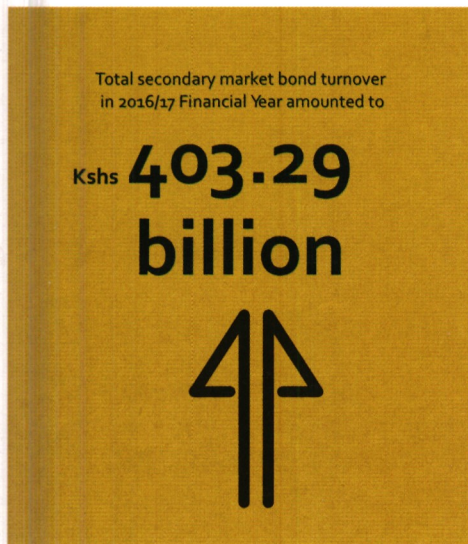 Total secondary market bond turnover
in 2016/17 Financial Year amounted to
Kshs 403.29
billion